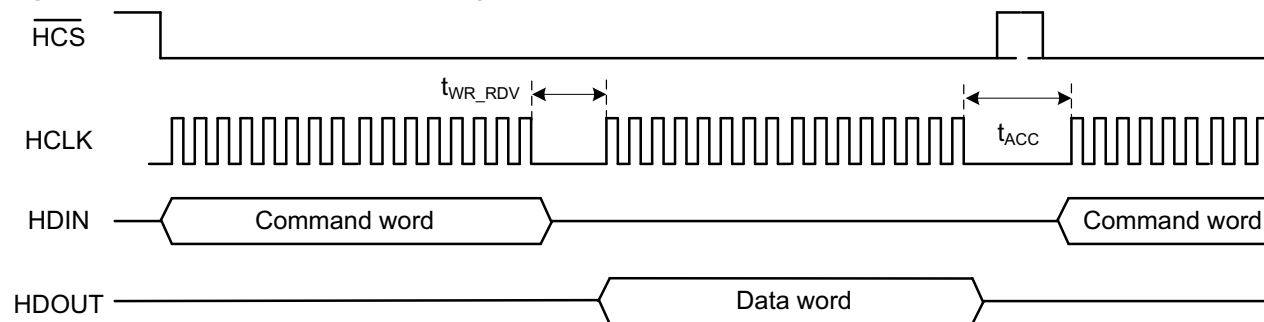 HCS
t_WR_RDV
HCLK
t_ACC
HDIN
Command word
Command word
HDOUT
Data word